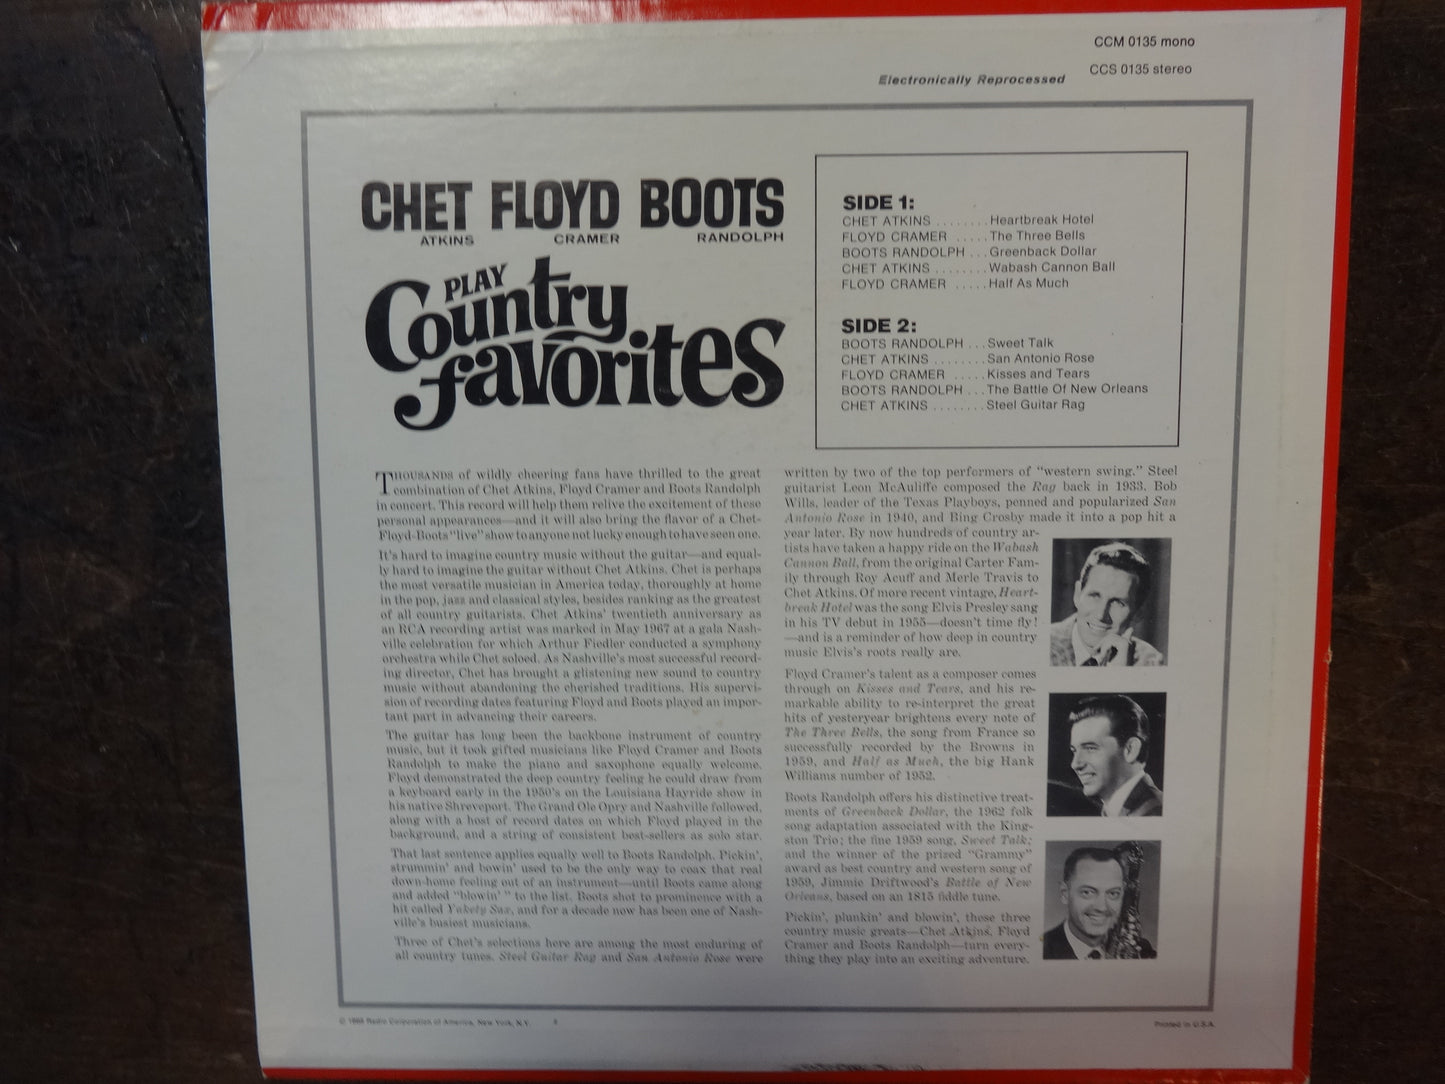 CCM 0135 mono
Electronically Reprocessed CCS 0135 stereo
CHET FLOYD BOOTS
ATKINS CRAMER RANDOLPH
PLAY
Country
favorites
SIDE 1:
CHET ATKINS ........ Heartbreak Hotel
FLOYD CRAMER ..... The Three Bells
BOOTS RANDOLPH ... Greenback Dollar
CHET ATKINS ........ Wabash Cannon Ball
FLOYD CRAMER ..... Half As Much
SIDE 2:
BOOTS RANDOLPH ... Sweet Talk
CHET ATKINS ........ San Antonio Rose
FLOYD CRAMER ..... Kisses and Tears
BOOTS RANDOLPH ... The Battle Of New Orleans
CHET ATKINS ........ Steel Guitar Rag
THOUSANDS of wildly cheering fans have thrilled to the great
combination of Chet Atkins, Floyd Cramer and Boots Randolph
in concert. This record will help them relive the excitement of these
personal appearances—and it will also bring the flavor of a Chet-
Floyd-Boots "live" show to anyone not lucky enough to have seen one.
It's hard to imagine country music without the guitar—and equal-
ly hard to imagine the guitar without Chet Atkins. Chet is perhaps
the most versatile musician in America today, thoroughly at home
in the pop, jazz and classical styles, besides ranking as the greatest
of all country guitarists. Chet Atkins' twentieth anniversary as
an RCA recording artist was marked in May 1967 at a gala Nash-
ville celebration for which Arthur Fiedler conducted a symphony
orchestra while Chet soloed. As Nashville's most successful record-
ing director, Chet has brought a glistening new sound to country
music without abandoning the cherished traditions. His supervi-
sion of recording dates featuring Floyd and Boots played an impor-
tant part in advancing their careers.
The guitar has long been the backbone instrument of country
music, but it took gifted musicians like Floyd Cramer and Boots
Randolph to make the piano and saxophone equally welcome.
Floyd demonstrated the deep country feeling he could draw from
a keyboard early in the 1950's on the Louisiana Hayride show in
his native Shreveport. The Grand Ole Opry and Nashville followed,
along with a host of record dates on which Floyd played in the
background, and a string of consistent best-sellers as solo star.
That last sentence applies equally well to Boots Randolph. Pickin',
strummin' and bowin' used to be the only way to coax that real
down-home feeling out of an instrument—until Boots came along
and added "blowin' " to the list. Boots shot to prominence with a
hit called Yakety Sax, and for a decade now has been one of Nash-
ville's busiest musicians.
Three of Chet's selections here are among the most enduring of
all country tunes. Steel Guitar Rag and San Antonio Rose were
written by two of the top performers of "western swing." Steel
guitarist Leon McAuliffe composed the Rag back in 1933. Bob
Wills, leader of the Texas Playboys, penned and popularized San
Antonio Rose in 1940, and Bing Crosby made it into a pop hit a
year later. By now hundreds of country ar-
tists have taken a happy ride on the Wabash
Cannon Ball, from the original Carter Fam-
ily through Roy Acuff and Merle Travis to
Chet Atkins. Of more recent vintage, Heart-
break Hotel was the song Elvis Presley sang
in his TV debut in 1955—doesn't time fly!
—and is a reminder of how deep in country
music Elvis's roots really are.
Floyd Cramer's talent as a composer comes
through on Kisses and Tears, and his re-
markable ability to re-interpret the great
hits of yesteryear brightens every note of
The Three Bells, the song from France so
successfully recorded by the Browns in
1959, and Half as Much, the big Hank
Williams number of 1952.
Boots Randolph offers his distinctive treat-
ments of Greenback Dollar, the 1962 folk
song adaptation associated with the King-
ston Trio; the fine 1959 song, Sweet Talk;
and the winner of the prized "Grammy"
award as best country and western song of
1959, Jimmie Driftwood's Battle of New
Orleans, based on an 1815 fiddle tune.
Pickin', plunkin' and blowin', these three
country music greats—Chet Atkins, Floyd
Cramer and Boots Randolph—turn every-
thing they play into an exciting adventure.
© 1968 Radio Corporation of America, New York, N.Y.
Printed in U.S.A.